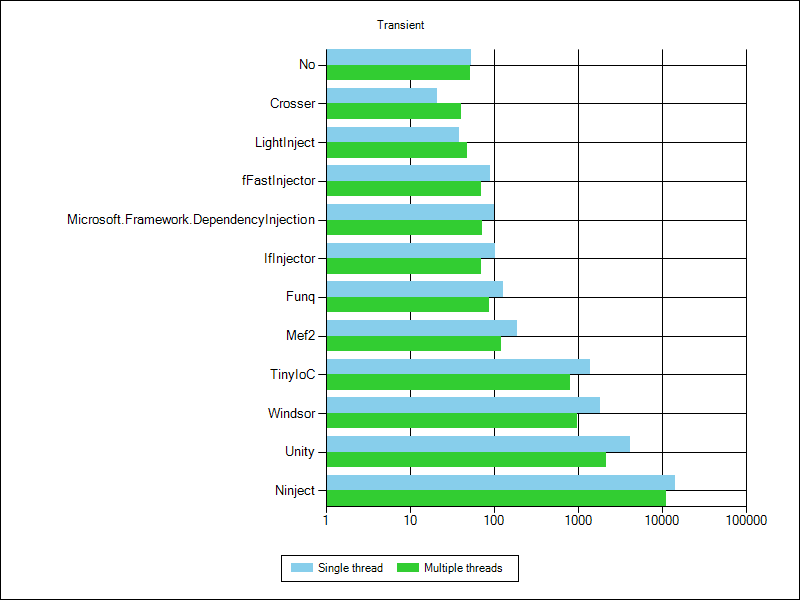 Transient
No
Crosser
LightInject
fFastInjector
Microsoft.Framework.DependencyInjection
IfInjector
Funq
Mef2
TinyIoC
Windsor
Unity
Ninject
1 10 100 1000 10000 100000
Single thread Multiple threads